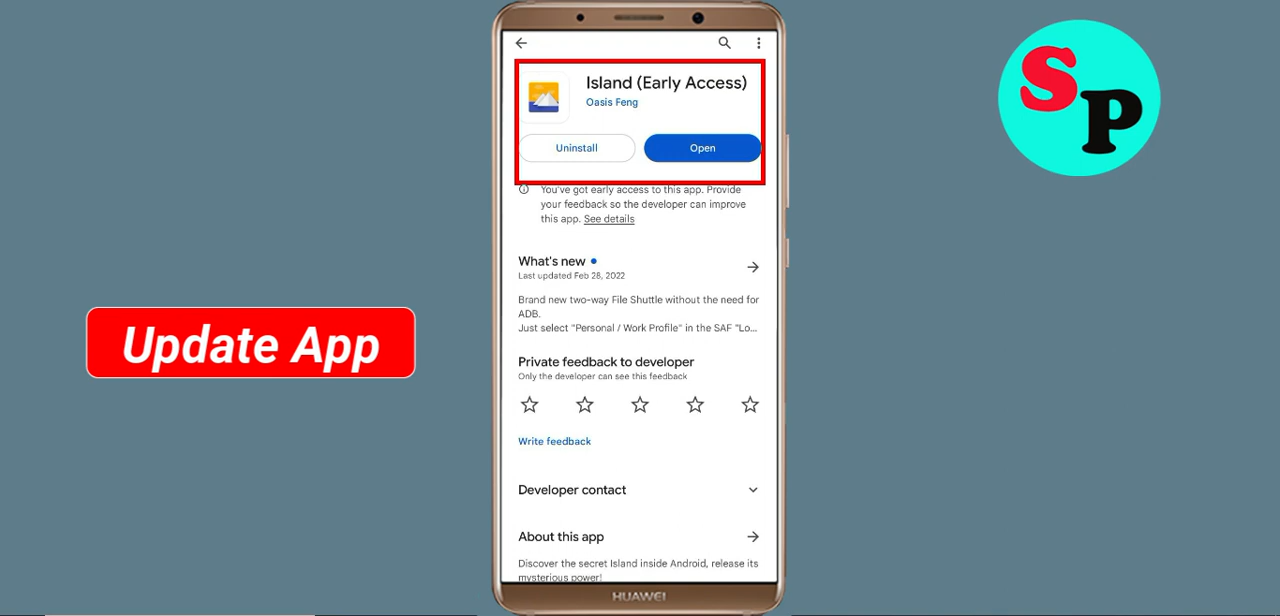 Island (Early Access)
Oasis Feng
Uninstall
Open
You've got early access to this app. Provide
your feedback so the developer can improve
this app. See details
What's new
Last updated Feb 28, 2022
Brand new two-way File Shuttle without the need for
ADB.
Just select "Personal / Work Profile" in the SAF "Lo...
Private feedback to developer
Only the developer can see this feedback
Write feedback
Developer contact
About this app
Discover the secret Island inside Android, release its
mysterious power!
HUAWEI
Update App
SP